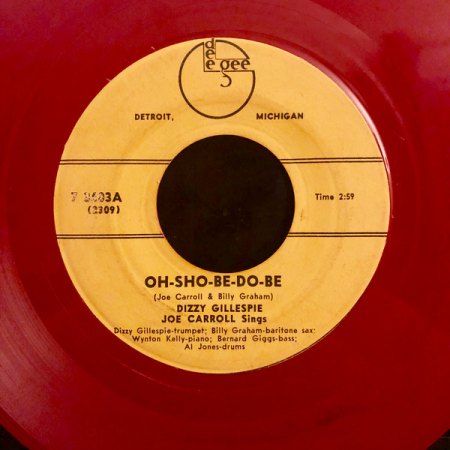 dee gee
DETROIT, MICHIGAN
(2309)
Time 2:59
OH-SHO-BE-DO-BE
(Joe Carroll & Billy Graham)
DIZZY GILLESPIE
JOE CARROLL Sings
Dizzy Gillespie-trumpet; Billy Graham-baritone sax:
Wynton Kelly-piano; Bernard Giggs-bass;
Al Jones-drums